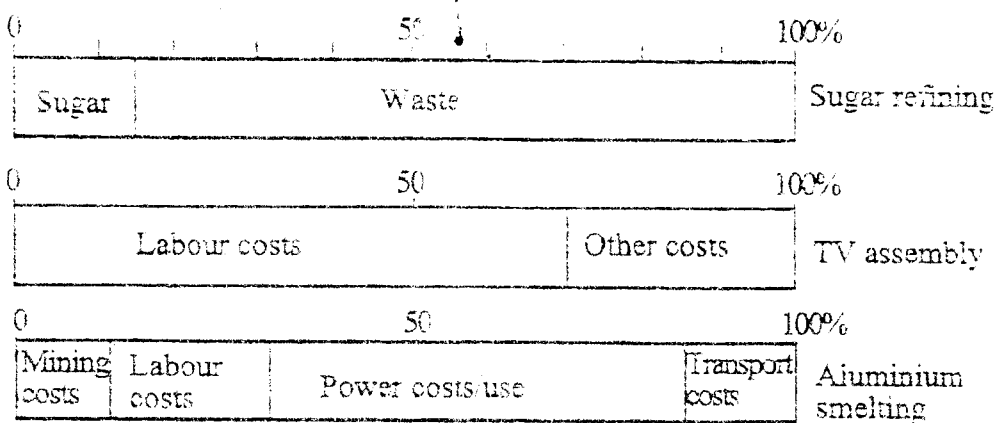 0 50 100%
Sugar Waste Sugar refining
0 50 100%
Labour costs Other costs TV assembly
0 50 100%
Mining costs Labour costs Power costs/use Transport costs Aluminium smelting